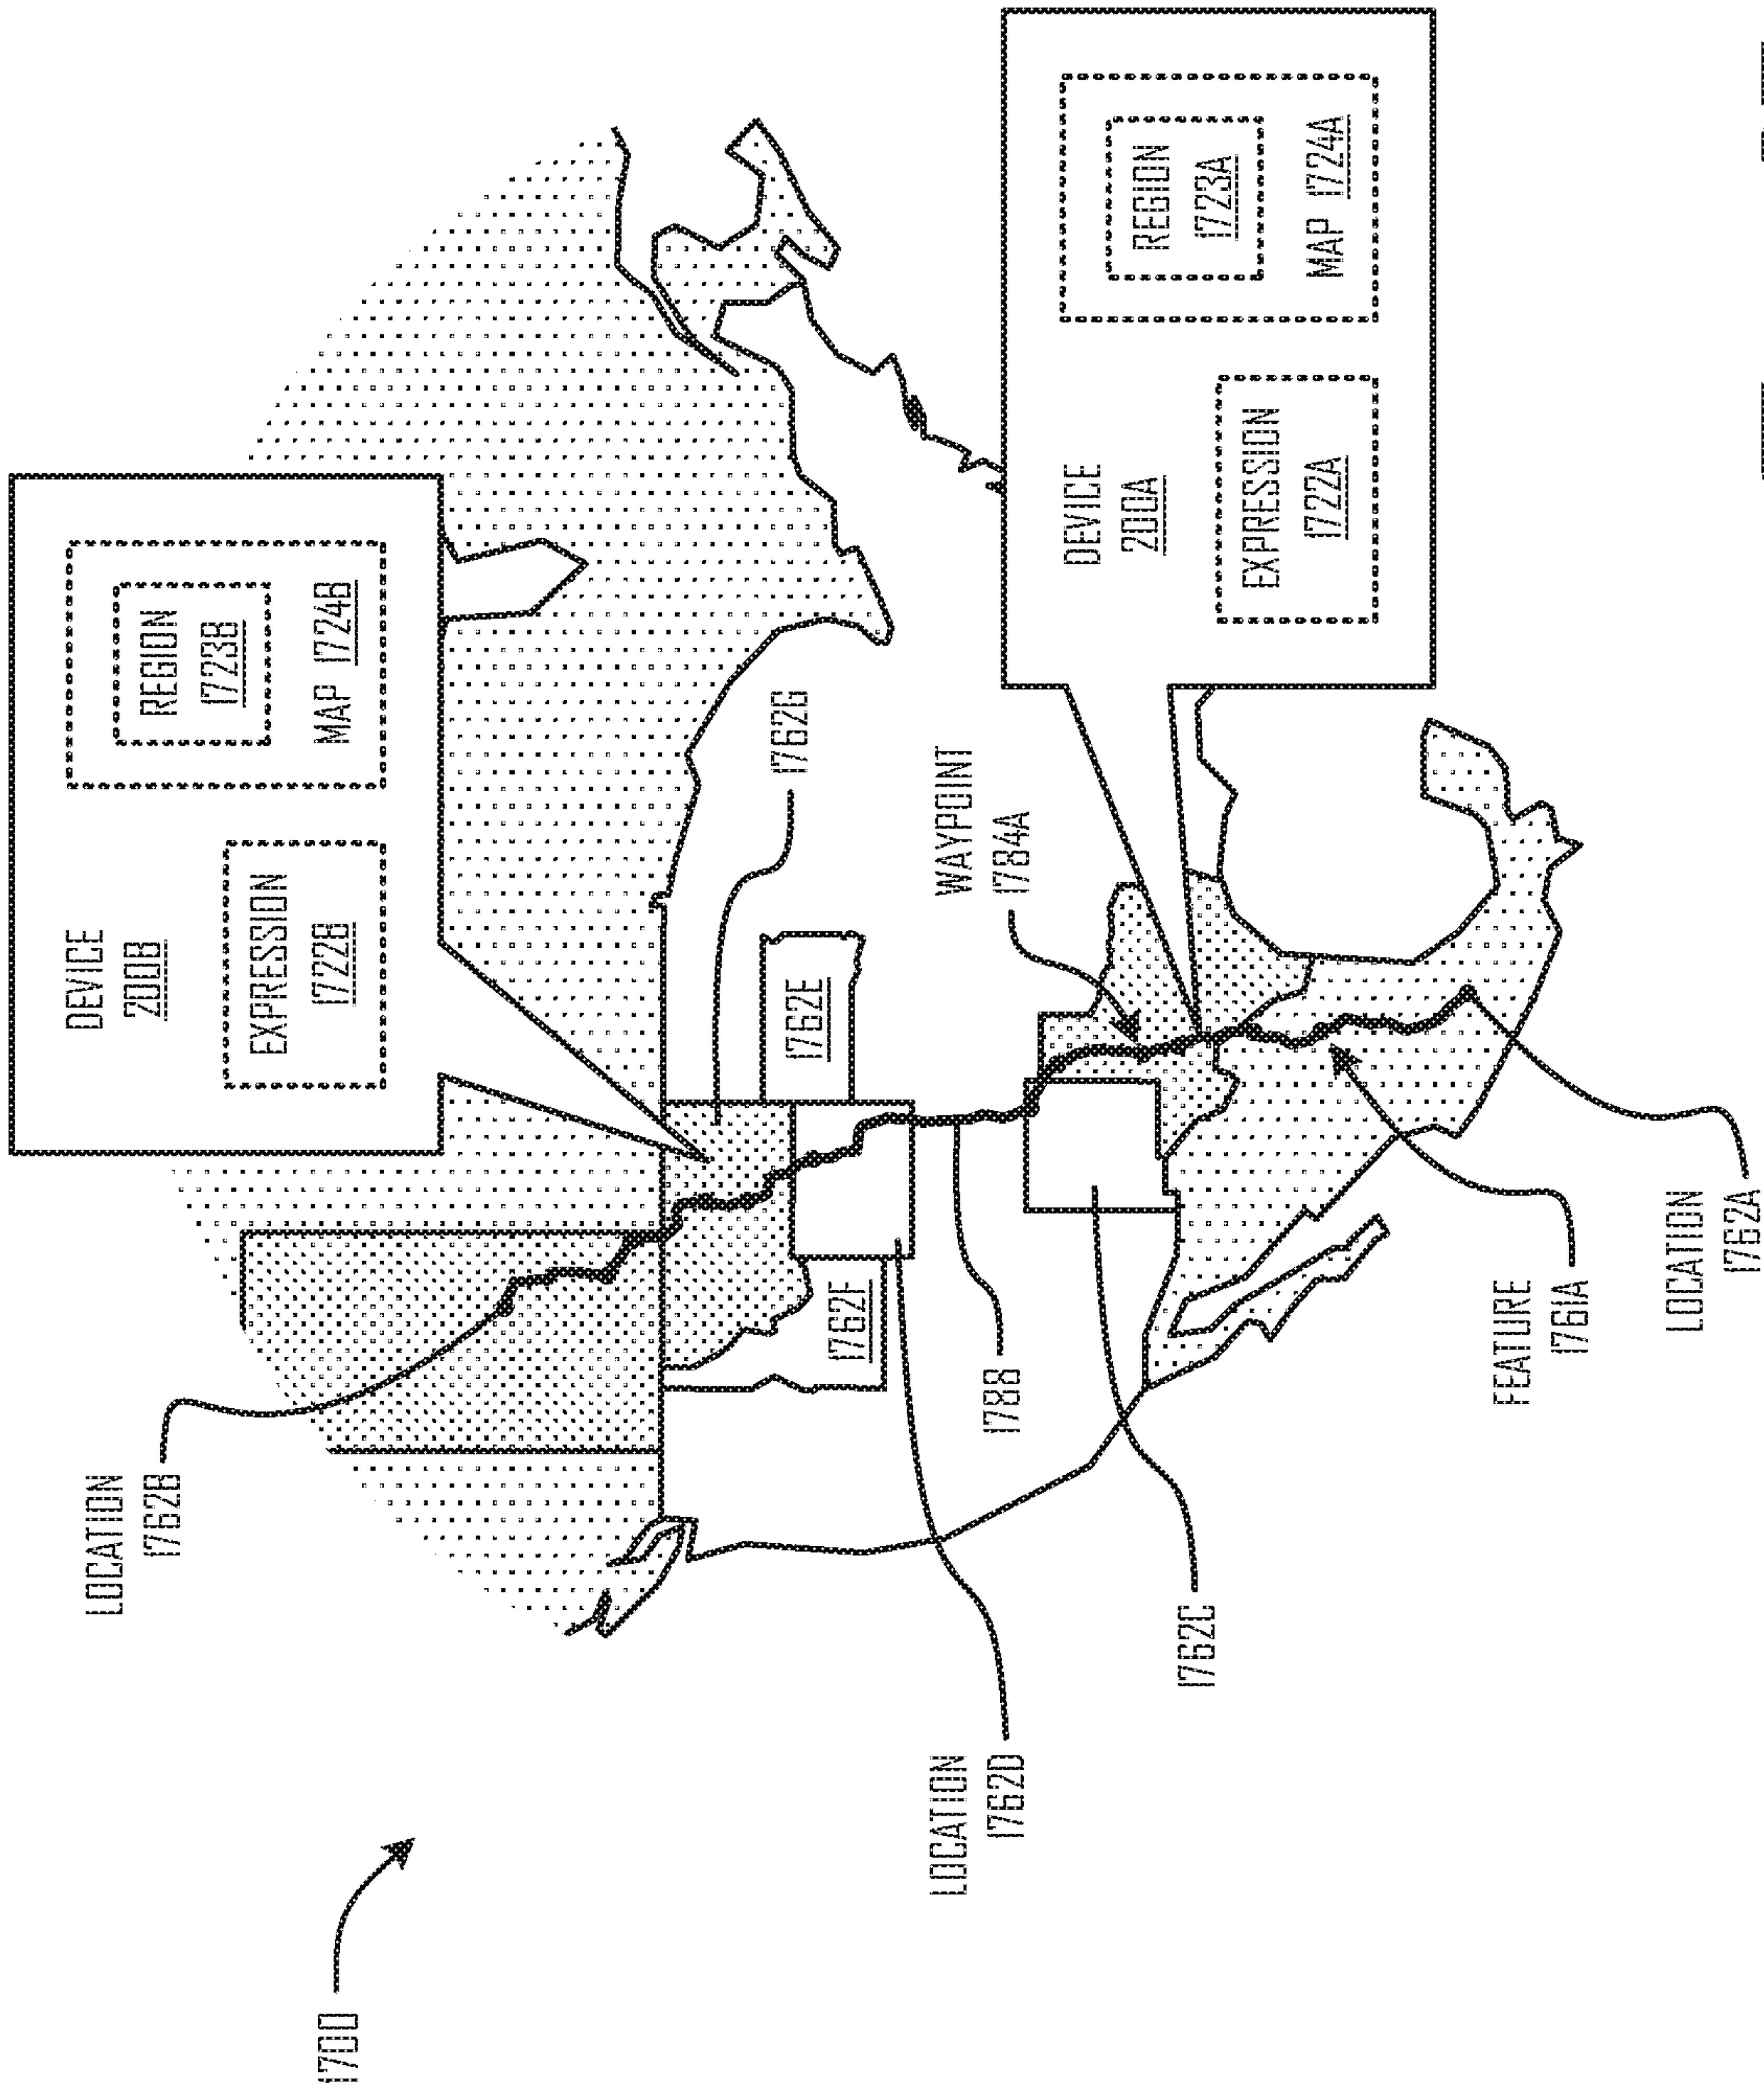 1700
LOCATION
1762B
DEVICE
200B
EXPRESSION
1722B
REGION
1723B
MAP 1724B
1762G
1762E
1762F
LOCATION
1762D
1788
1762C
WAYPOINT
1784A
DEVICE
200A
EXPRESSION
1722A
REGION
1723A
MAP 1724A
FEATURE
1761A
LOCATION
1762A